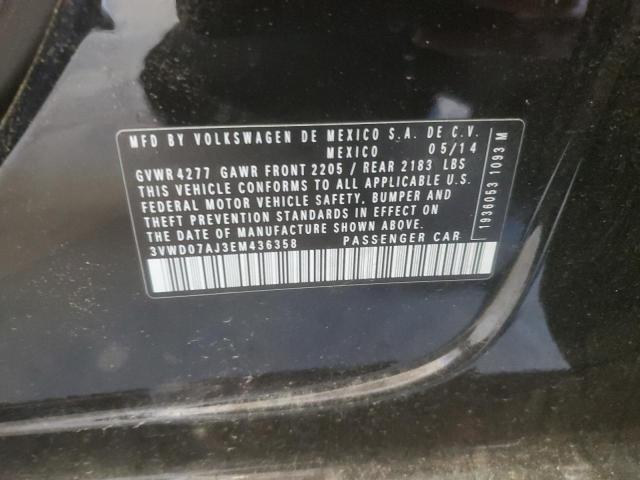 MFD BY VOLKSWAGEN DE MEXICO S.A. DE C.V.
MEXICO 05/14
GVWR 4277 GAWR FRONT 2205 / REAR 2183 LBS
THIS VEHICLE CONFORMS TO ALL APPLICABLE U.S.
FEDERAL MOTOR VEHICLE SAFETY, BUMPER AND
THEFT PREVENTION STANDARDS IN EFFECT ON
THE DATE OF MANUFACTURE SHOWN ABOVE.
3VWD07AJ3EM436358 PASSENGER CAR
1936053 1093 M